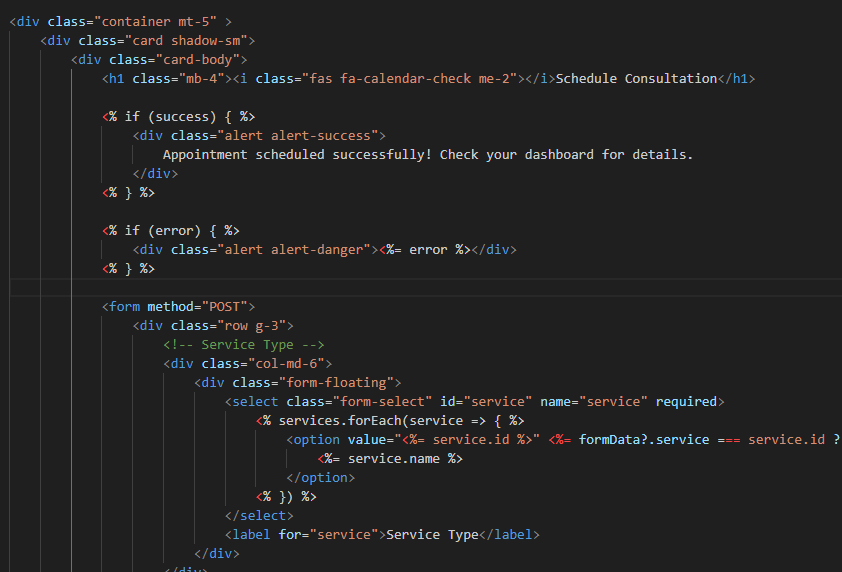 <div class="container mt-5" >
<div class="card shadow-sm">
<div class="card-body">
<h1 class="mb-4"><i class="fas fa-calendar-check me-2"></i>Schedule Consultation</h1>
<% if (success) { %>
<div class="alert alert-success">
Appointment scheduled successfully! Check your dashboard for details.
</div>
<% } %>
<% if (error) { %>
<div class="alert alert-danger"><%= error %></div>
<% } %>
<form method="POST">
<div class="row g-3">
<!-- Service Type -->
<div class="col-md-6">
<div class="form-floating">
<select class="form-select" id="service" name="service" required>
<% services.forEach(service => { %>
<option value="<%= service.id %>" <%= formData?.service === service.id ?
<%= service.name %>
</option>
<% }) %>
</select>
<label for="service">Service Type</label>
</div>
</div>